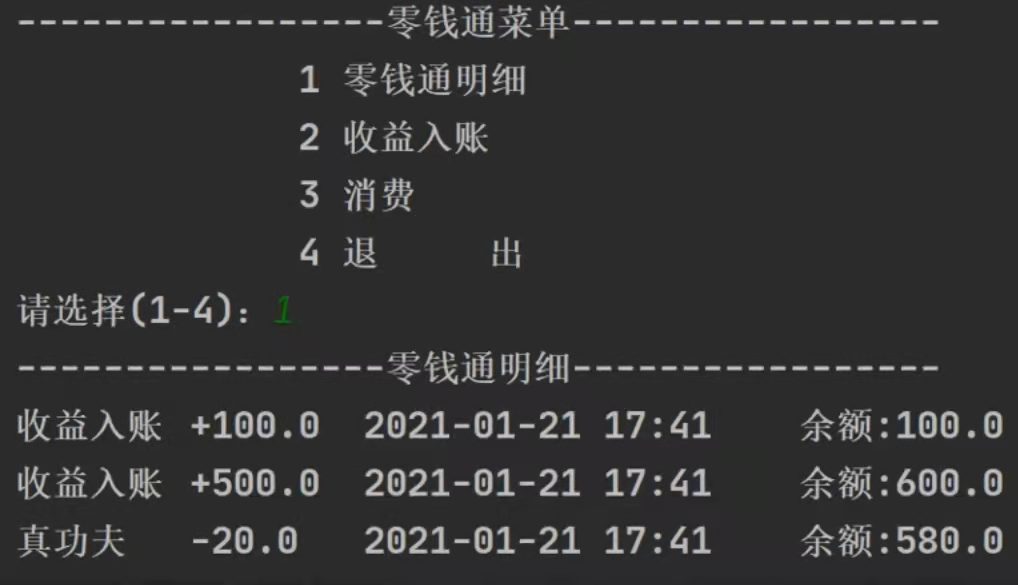 -----------------零钱通菜单-----------------
1 零钱通明细
2 收益入账
3 消费
4 退 出
请选择(1-4): 1
-----------------零钱通明细-----------------
收益入账 +100.0 2021-01-21 17:41 余额:100.0
收益入账 +500.0 2021-01-21 17:41 余额:600.0
真功夫 -20.0 2021-01-21 17:41 余额:580.0